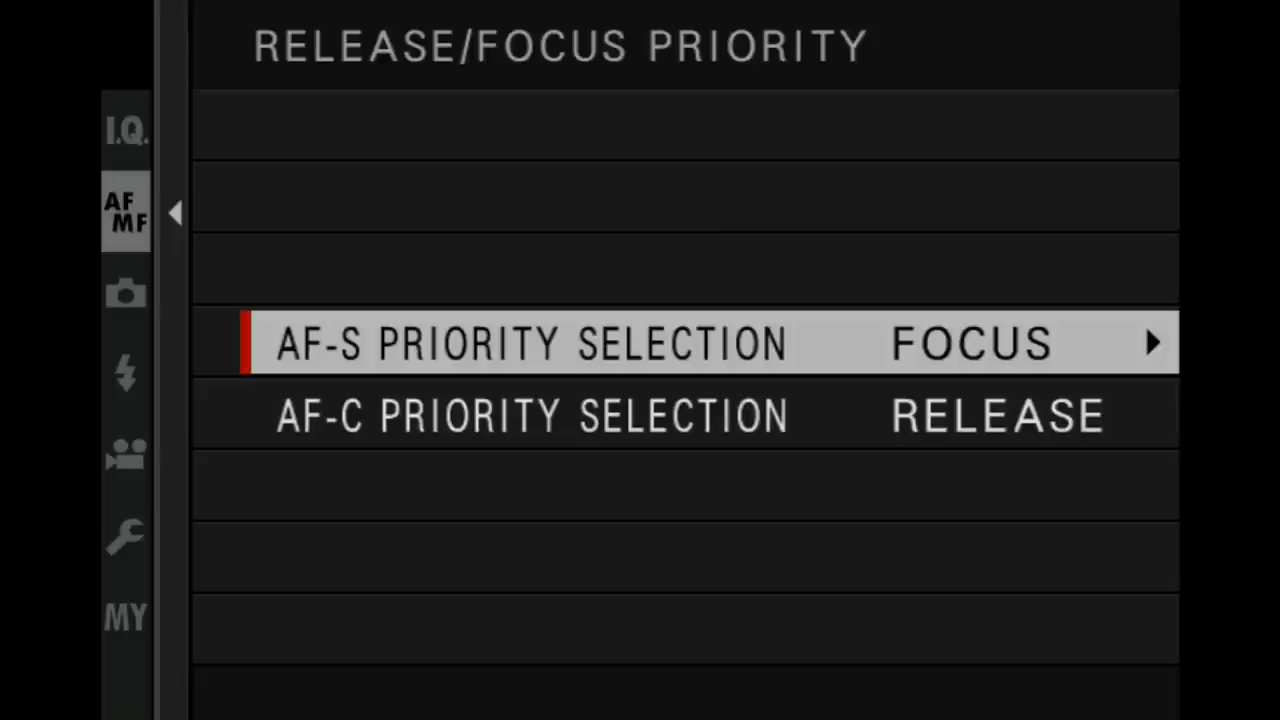 RELEASE/FOCUS PRIORITY
I.Q.
AF
MF
AF-S PRIORITY SELECTION FOCUS
AF-C PRIORITY SELECTION RELEASE
MY